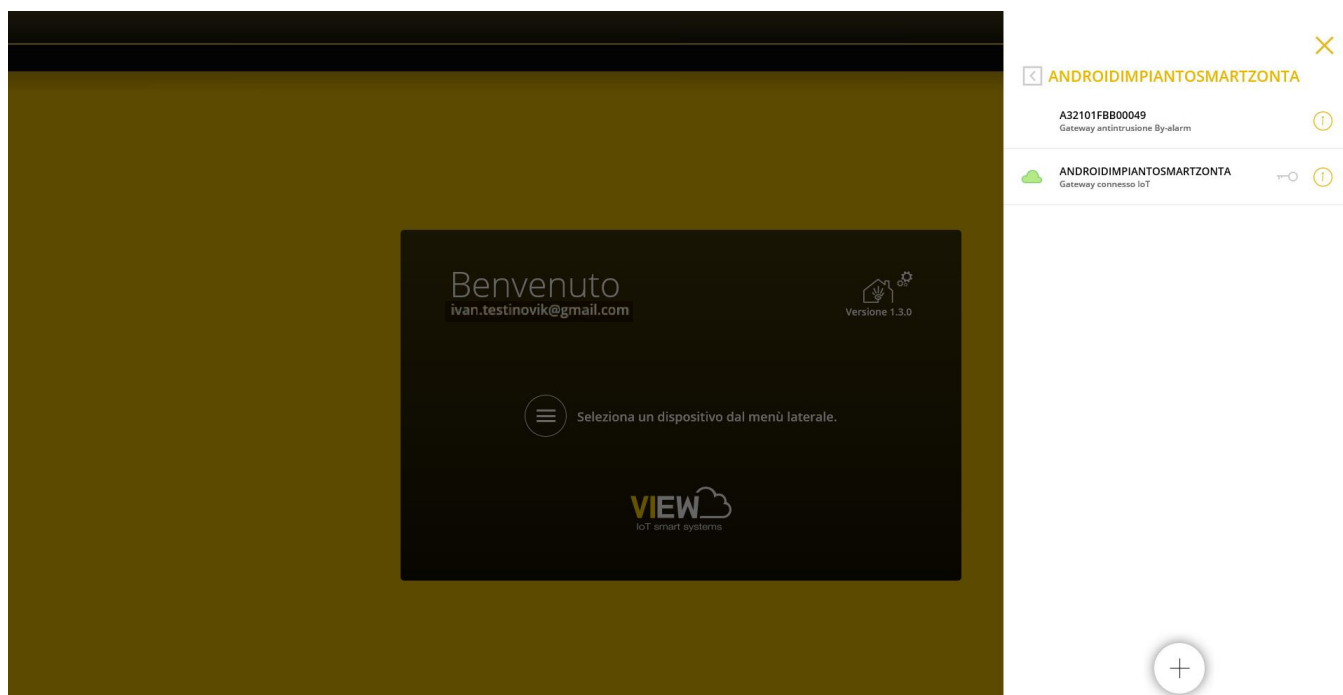 ANDROIDIMPIANTOSMARTZONTA
A32101FBB00049
Gateway antintrusione By-alarm
ANDROIDIMPIANTOSMARTZONTA
Gateway connesso IoT
Benvenuto
ivan.testinovik@gmail.com
Versione 1.3.0
Seleziona un dispositivo dal menù laterale.
VIEW
IoT smart systems